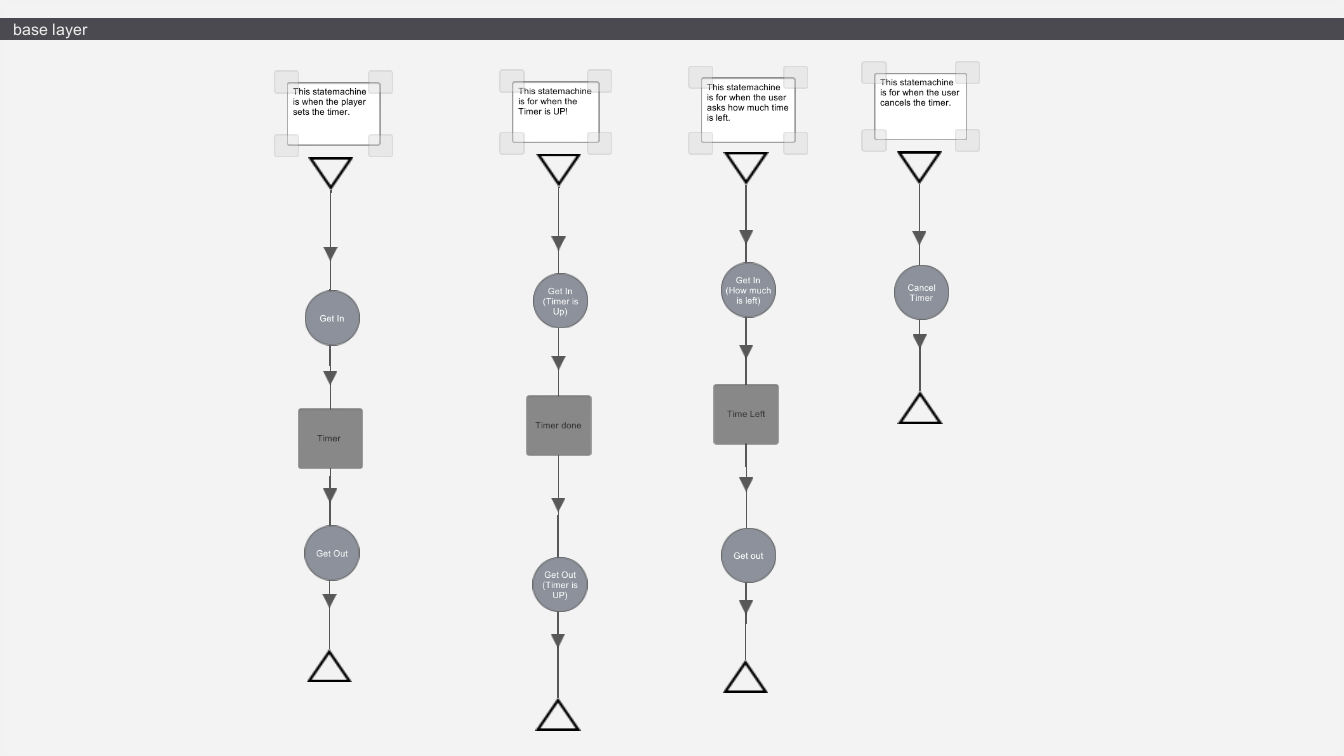 base layer
This statemachine
is when the player
sets the timer.
This statemachine
is for when the
Timer is UP!
This statemachine
is for when the user
asks how much time
is left.
This statemachine
is for when the user
cancels the timer.
Get In
Timer
Get Out
Get In
(Timer is
Up)
Timer done
Get Out
(Timer is
UP)
Get In
(How much
is left)
Time Left
Get out
Cancel
Timer